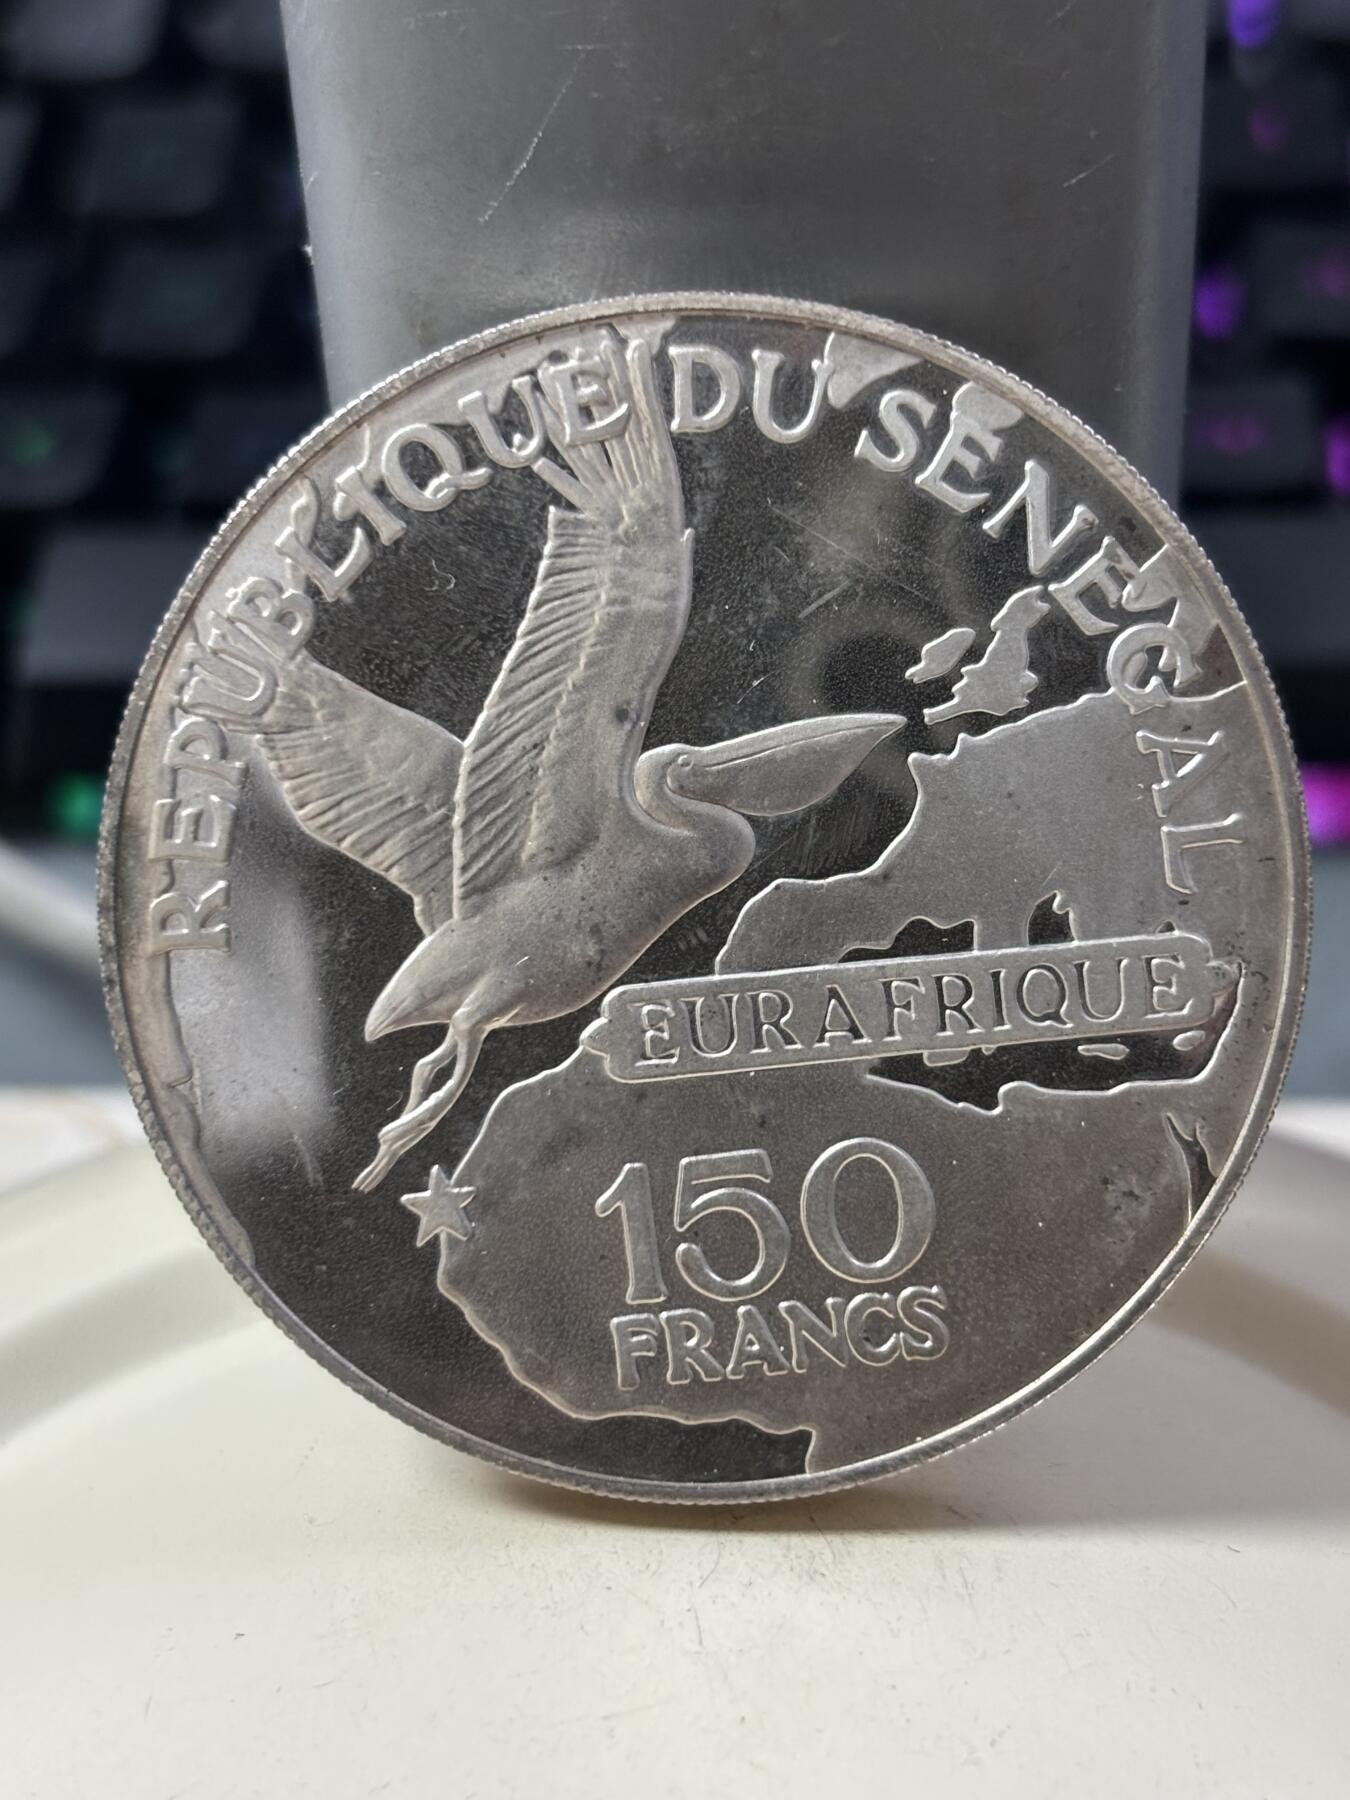 REPUBLIQUE DU SENEGAL
EURAFRIQUE
150
FRANCS